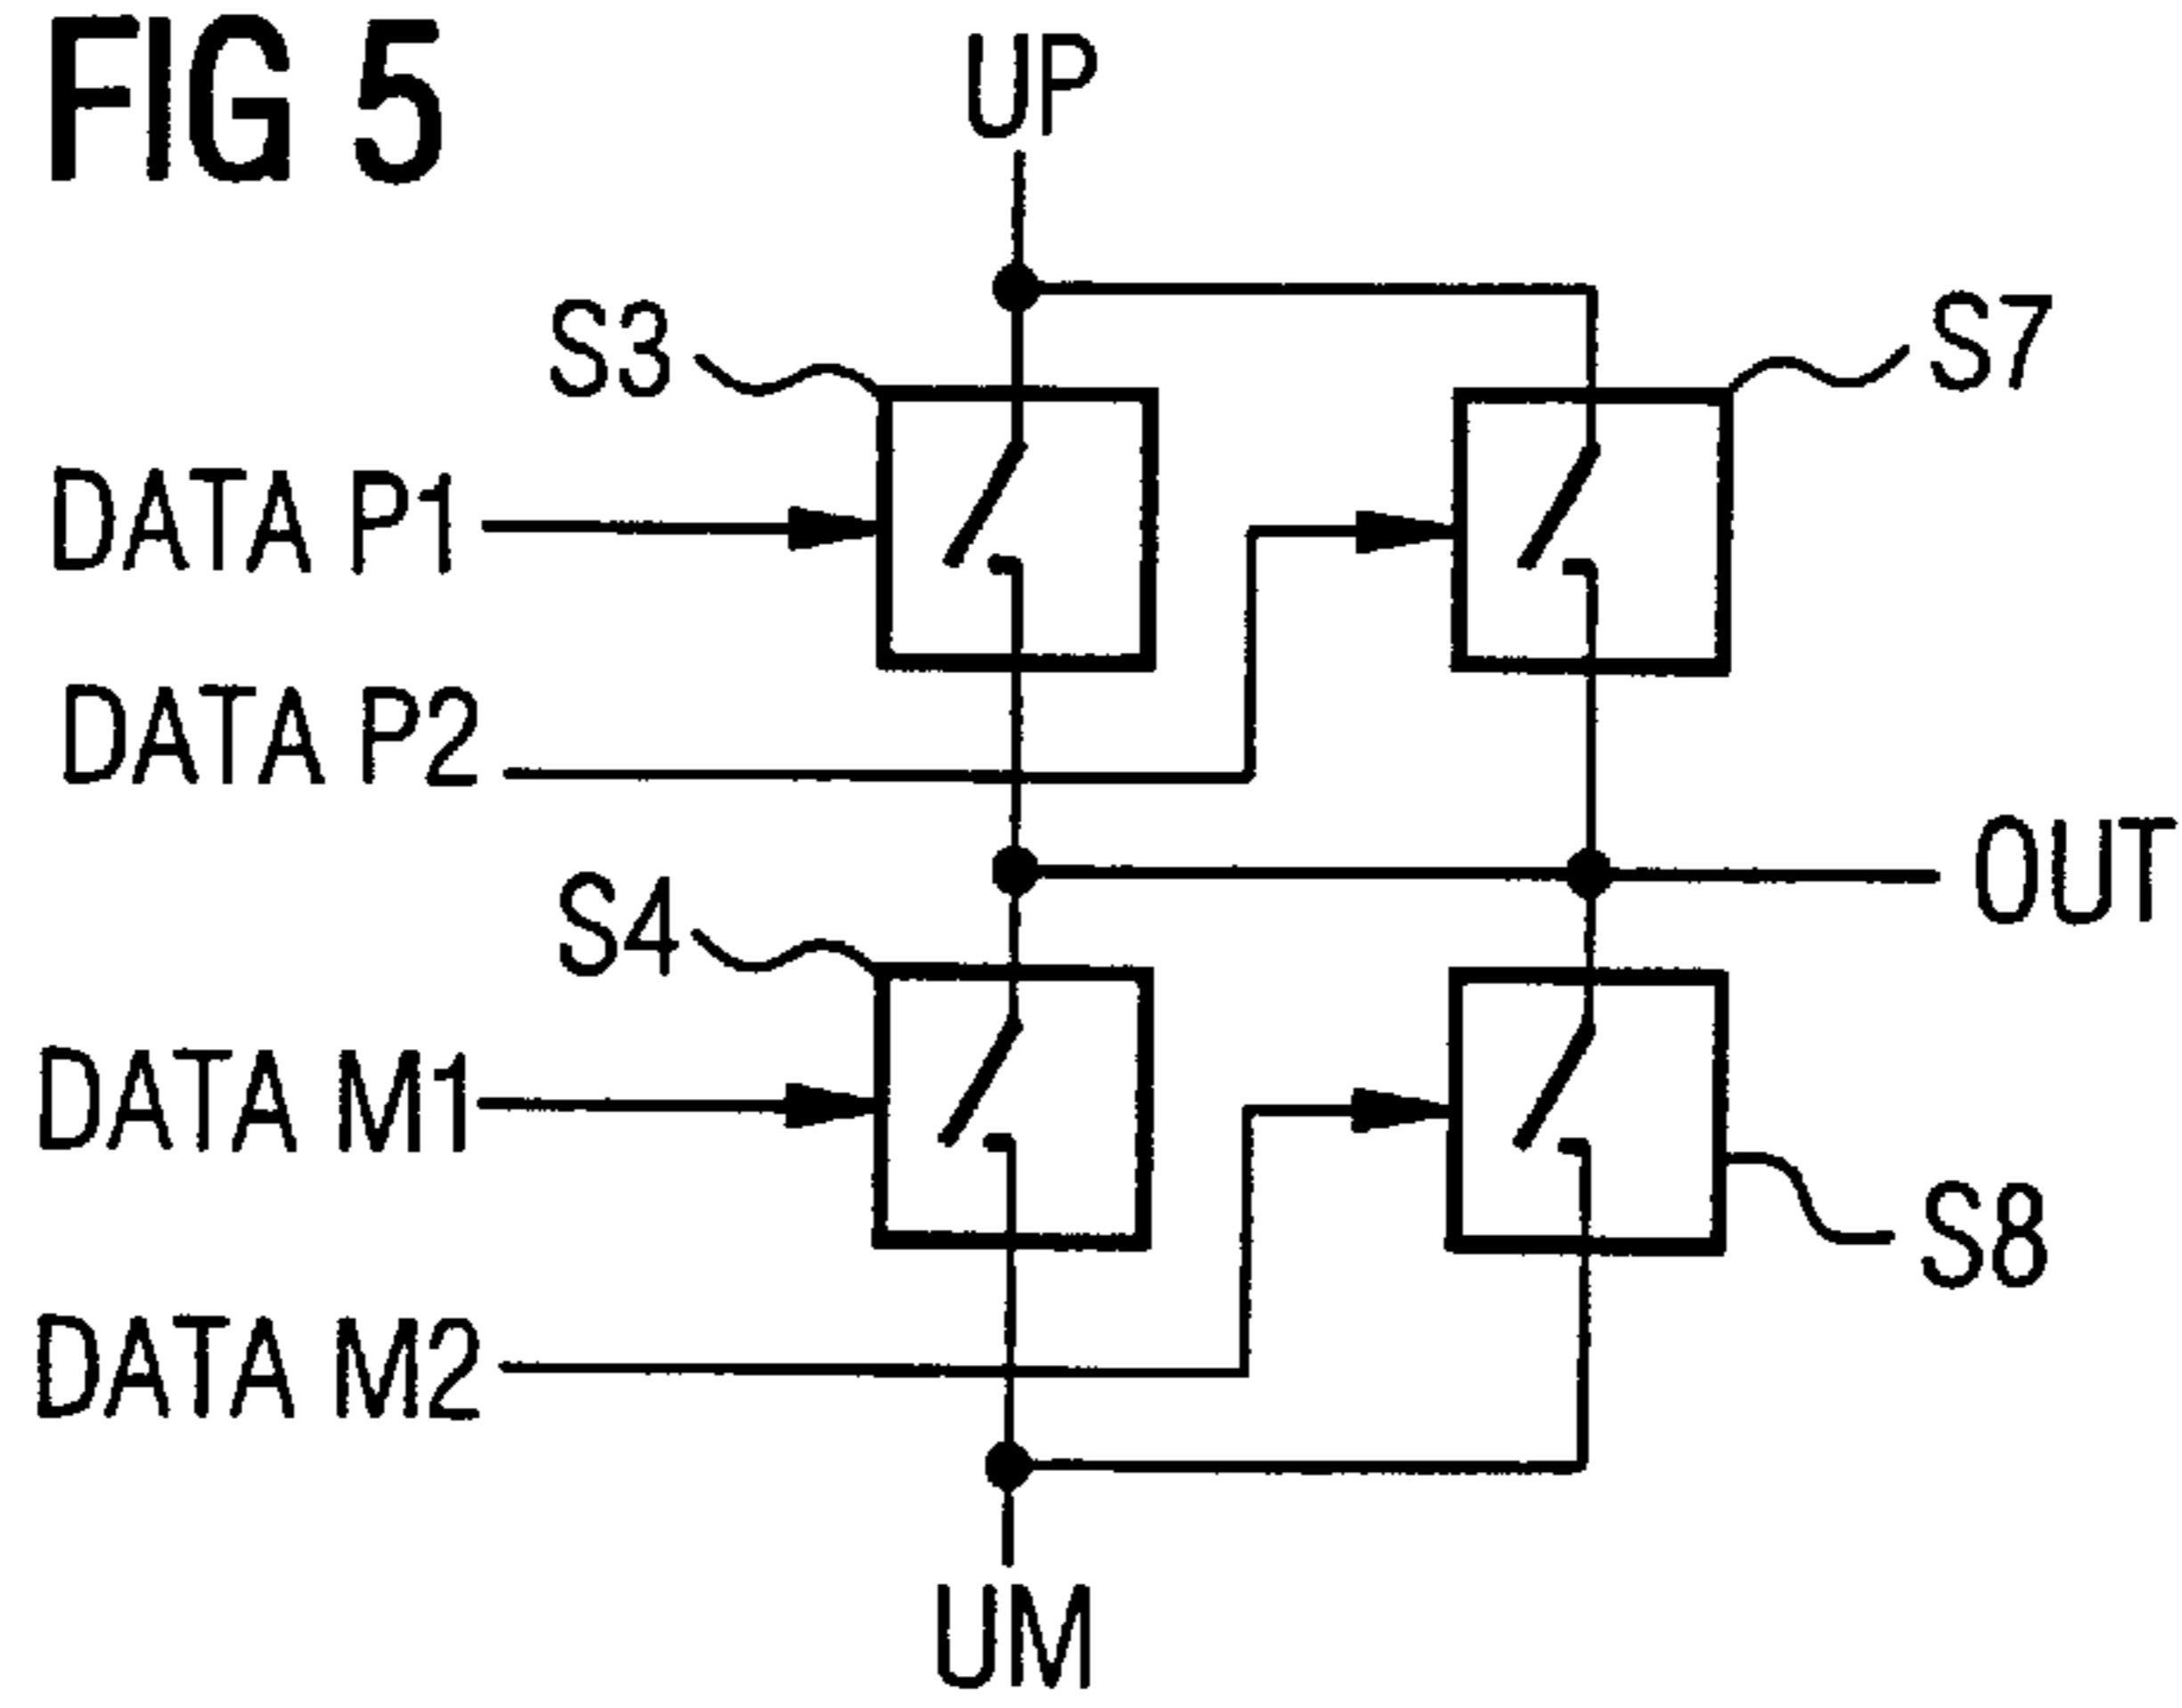 FIG 5
UP
S3
S7
DATA P1
DATA P2
OUT
S4
DATA M1
S8
DATA M2
UM